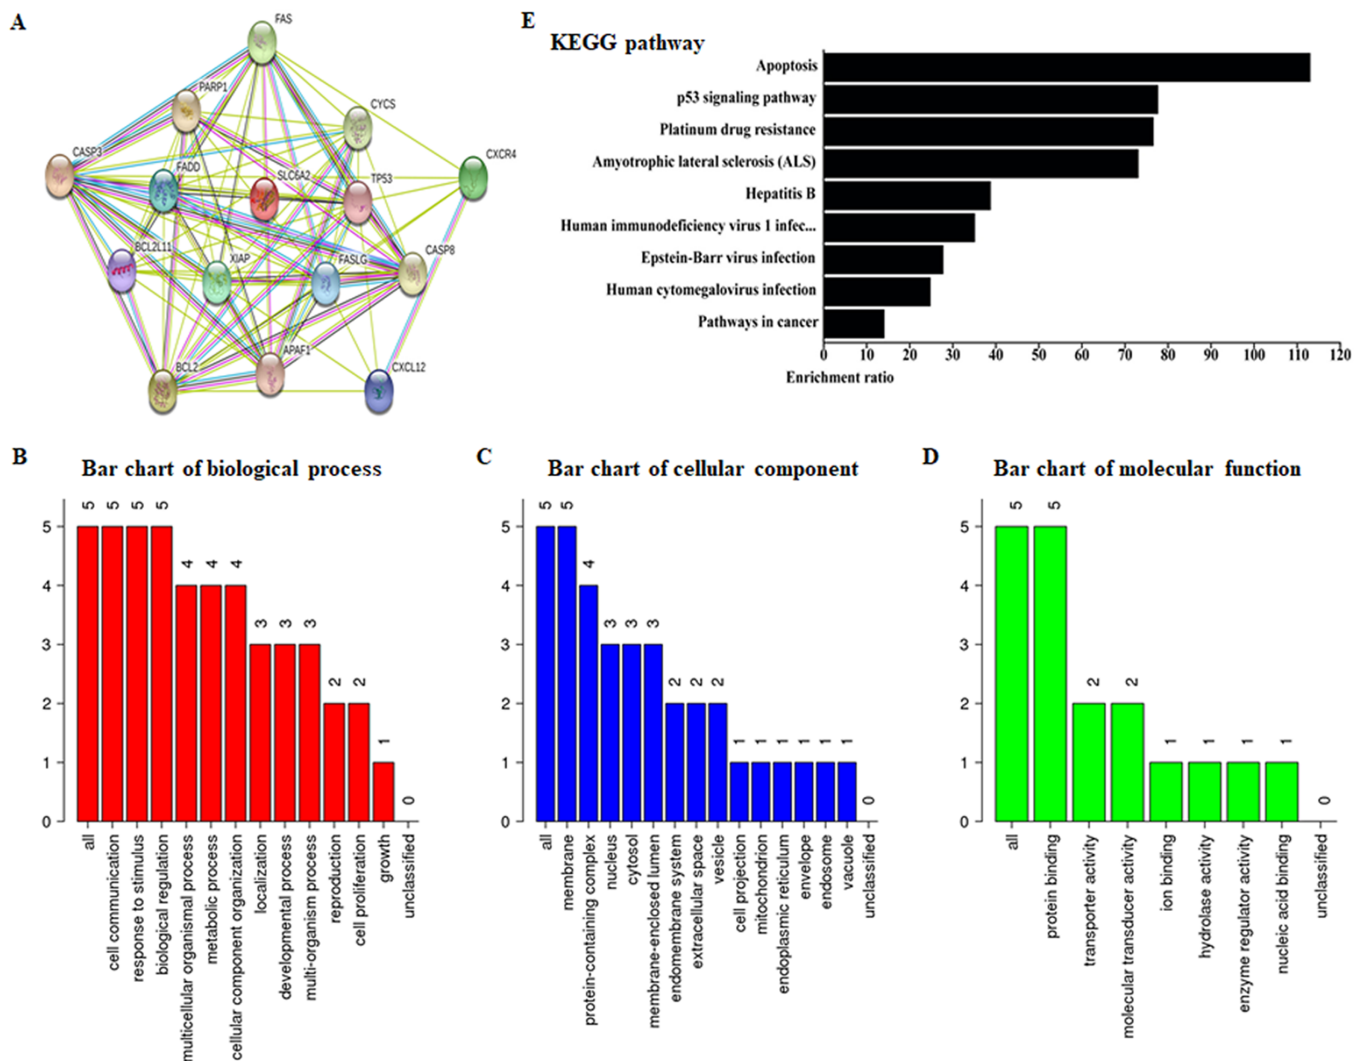 A
FAS
PARP1
CYCS
CASP3
CXCR4
FADD
SLC6A2
TP53
BCL2L11
XIAP
FASLG
CASP8
BCL2
APAF1
CXCL12
E
KEGG pathway
Apoptosis
p53 signaling pathway
Platinum drug resistance
Amyotrophic lateral sclerosis (ALS)
Hepatitis B
Human immunodeficiency virus 1 infec...
Epstein-Barr virus infection
Human cytomegalovirus infection
Pathways in cancer
0 10 20 30 40 50 60 70 80 90 100 110 120
Enrichment ratio
B
Bar chart of biological process
5 5 5 5 4 4 4 3 3 3 2 2 1 0
5
4
3
2
1
0
all
cell communication
response to stimulus
biological regulation
multicellular organismal process
metabolic process
cellular component organization
localization
developmental process
multi-organism process
reproduction
cell proliferation
growth
unclassified
C
Bar chart of cellular component
5 5 4 3 3 3 2 2 2 1 1 1 1 1 1 0
5
4
3
2
1
0
all
membrane
protein-containing complex
nucleus
cytosol
membrane-enclosed lumen
endomembrane system
extracellular space
vesicle
cell projection
mitochondrion
endoplasmic reticulum
envelope
endosome
vacuole
unclassified
D
Bar chart of molecular function
5 5 2 2 1 1 1 1 0
5
4
3
2
1
0
all
protein binding
transporter activity
molecular transducer activity
ion binding
hydrolase activity
enzyme regulator activity
nucleic acid binding
unclassified